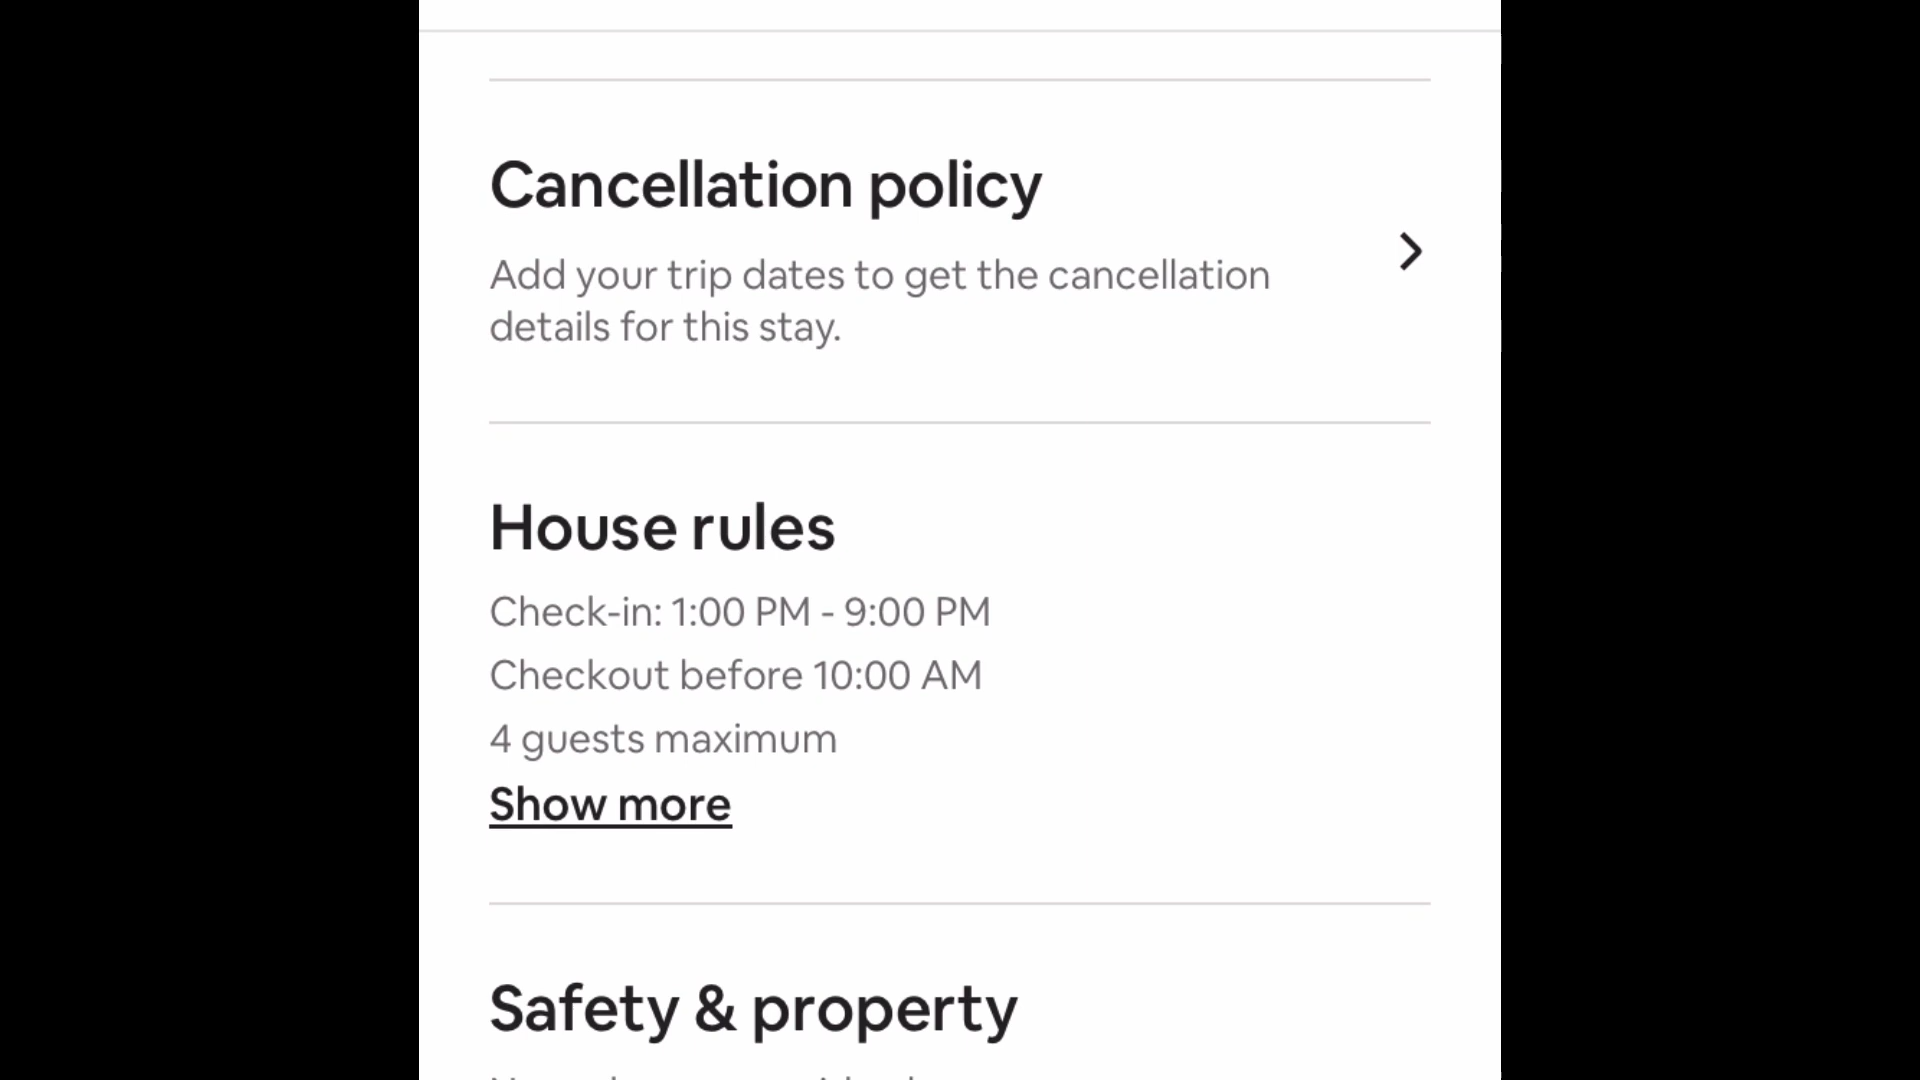 Cancellation policy
Add your trip dates to get the cancellation
details for this stay.
House rules
Check-in: 1:00 PM - 9:00 PM
Checkout before 10:00 AM
4 guests maximum
Show more
Safety & property